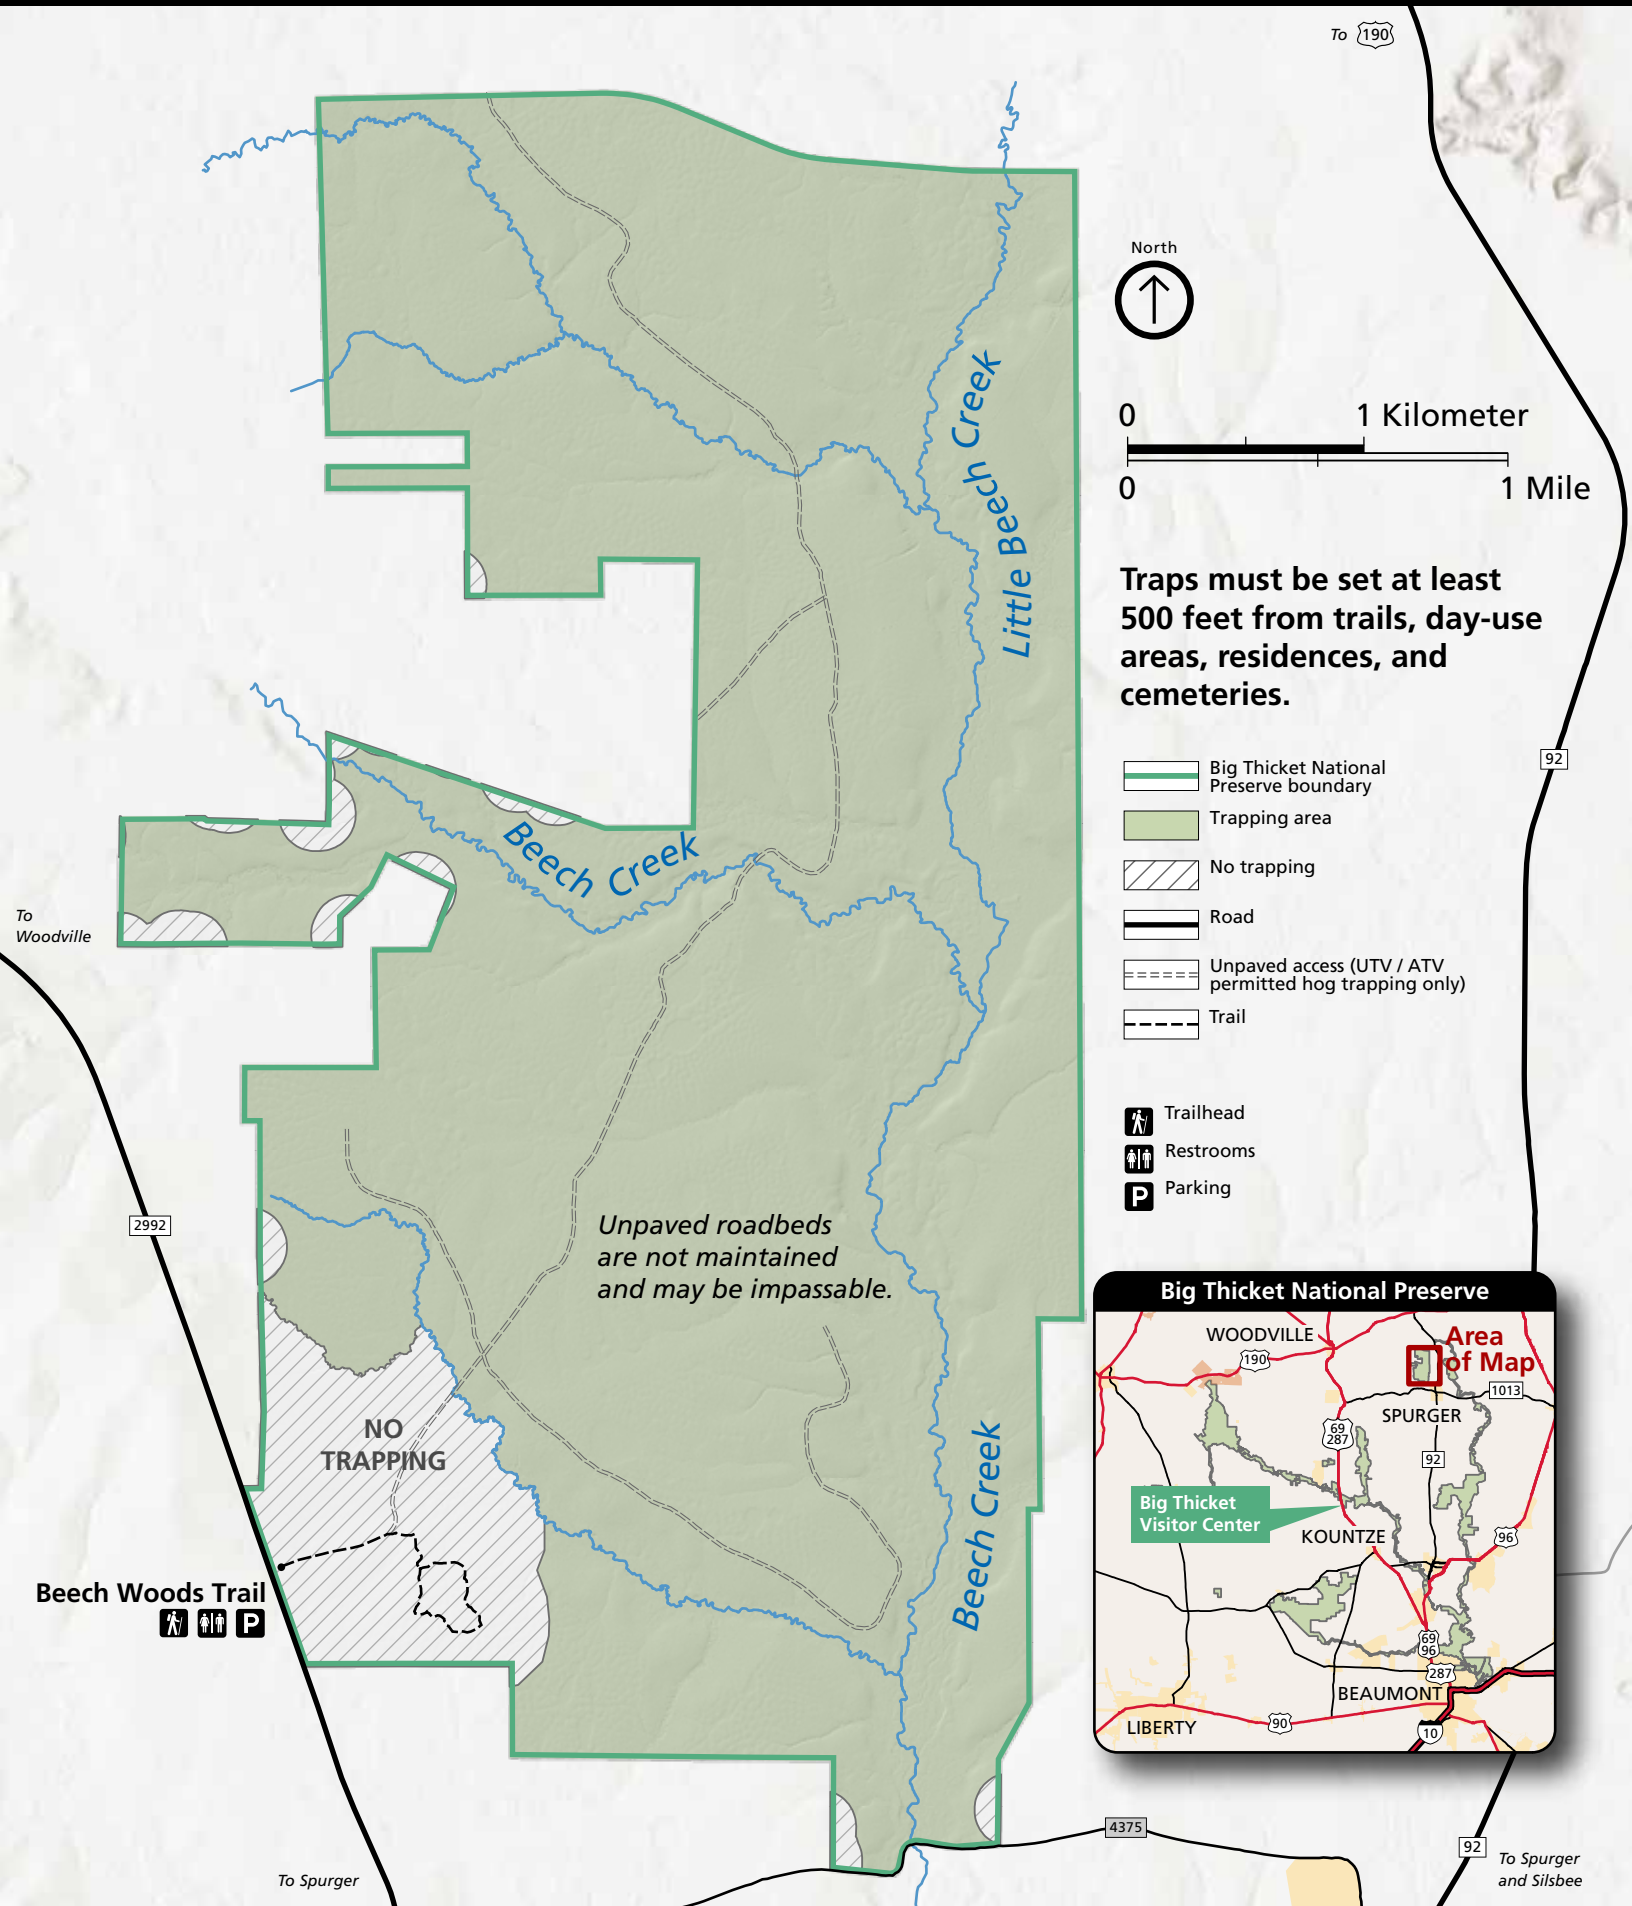 To 190
North
0 1 Kilometer
0 1 Mile
Little Beech Creek
Traps must be set at least
500 feet from trails, day-use
areas, residences, and
cemeteries.
92
Big Thicket National
Preserve boundary
Trapping area
No trapping
Road
Unpaved access (UTV / ATV
permitted hog trapping only)
Trail
Trailhead
Restrooms
P Parking
Beech Creek
To
Woodville
2992
Unpaved roadbeds
are not maintained
and may be impassable.
NO
TRAPPING
Beech Creek
Beech Woods Trail
P
Big Thicket National Preserve
WOODVILLE
190
Area
of Map
1013
SPURGER
69
287
92
Big Thicket
Visitor Center
KOUNTZE
96
69
96
287
BEAUMONT
LIBERTY
90
10
4375
92
To Spurger
and Silsbee
To Spurger